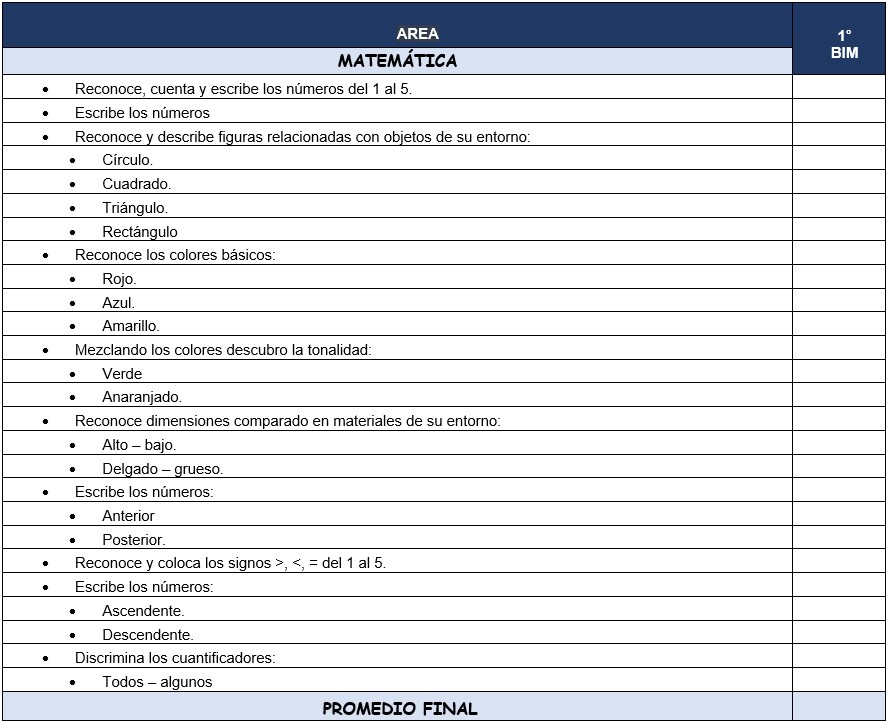 AREA
1°
BIM
MATEMÁTICA
• Reconoce, cuenta y escribe los números del 1 al 5.
• Escribe los números
• Reconoce y describe figuras relacionadas con objetos de su entorno:
• Círculo.
• Cuadrado.
• Triángulo.
• Rectángulo
• Reconoce los colores básicos:
• Rojo.
• Azul.
• Amarillo.
• Mezclando los colores descubro la tonalidad:
• Verde
• Anaranjado.
• Reconoce dimensiones comparado en materiales de su entorno:
• Alto – bajo.
• Delgado – grueso.
• Escribe los números:
• Anterior
• Posterior.
• Reconoce y coloca los signos >, <, = del 1 al 5.
• Escribe los números:
• Ascendente.
• Descendente.
• Discrimina los cuantificadores:
• Todos – algunos
PROMEDIO FINAL